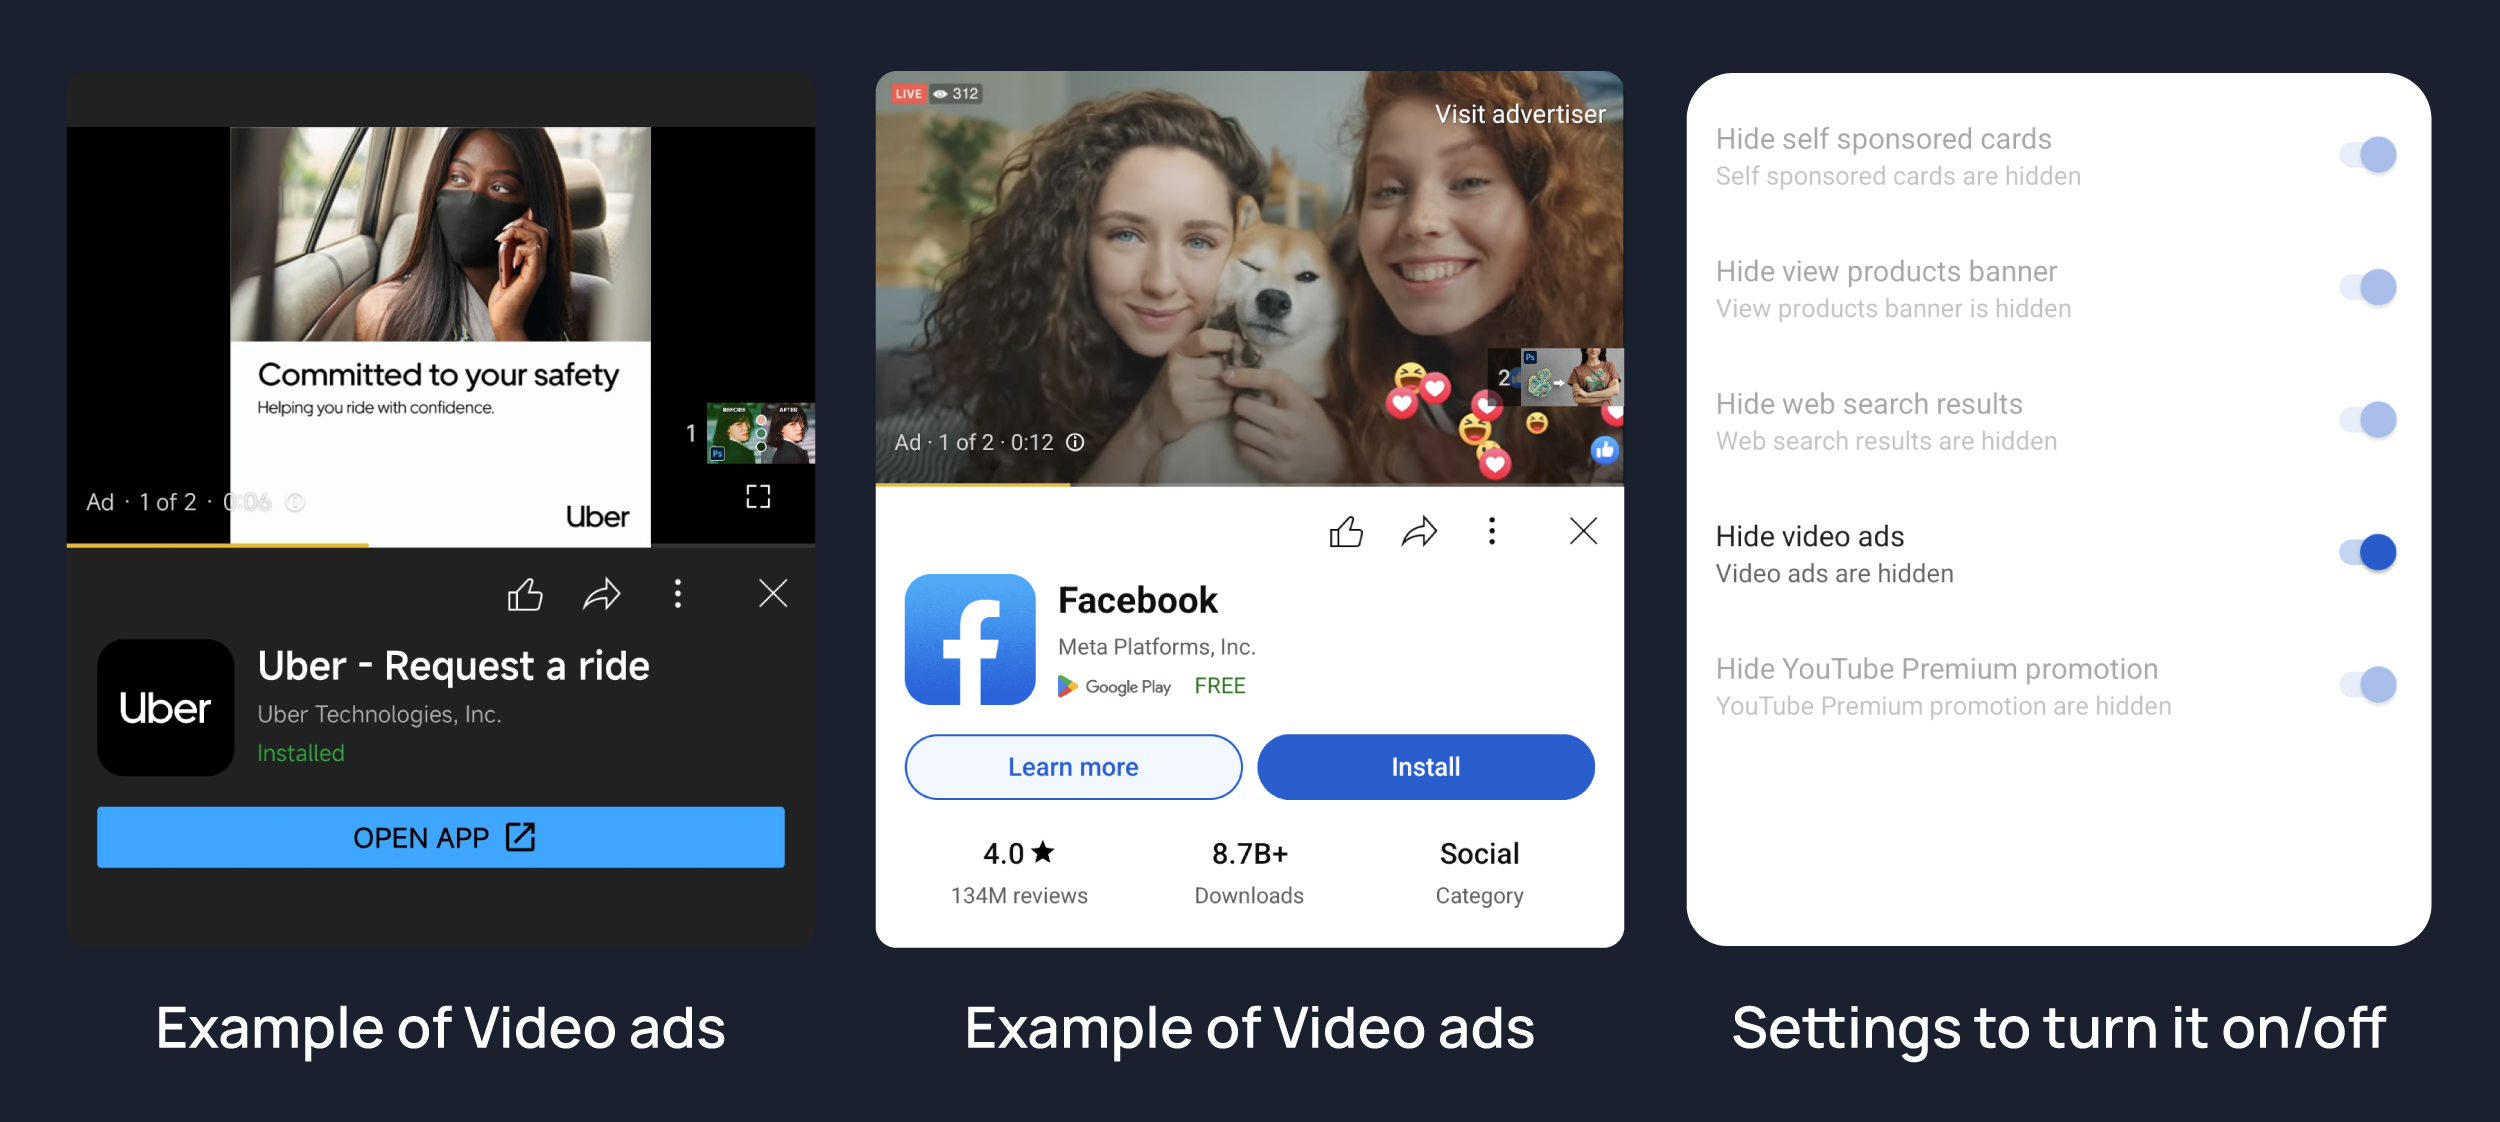 Committed to your safety
Helping you ride with confidence.
BEFORE
AFTER
1
Ps
Ad · 1 of 2 · 0:06
Uber
Uber
Uber - Request a ride
Uber Technologies, Inc.
Installed
OPEN APP
Example of Video ads
LIVE 312
Visit advertiser
Ps
2
Ad · 1 of 2 · 0:12
Facebook
Meta Platforms, Inc.
Google Play FREE
Learn more
Install
4.0★
134M reviews
8.7B+
Downloads
Social
Category
Example of Video ads
Hide self sponsored cards
Self sponsored cards are hidden
Hide view products banner
View products banner is hidden
Hide web search results
Web search results are hidden
Hide video ads
Video ads are hidden
Hide YouTube Premium promotion
YouTube Premium promotion are hidden
Settings to turn it on/off